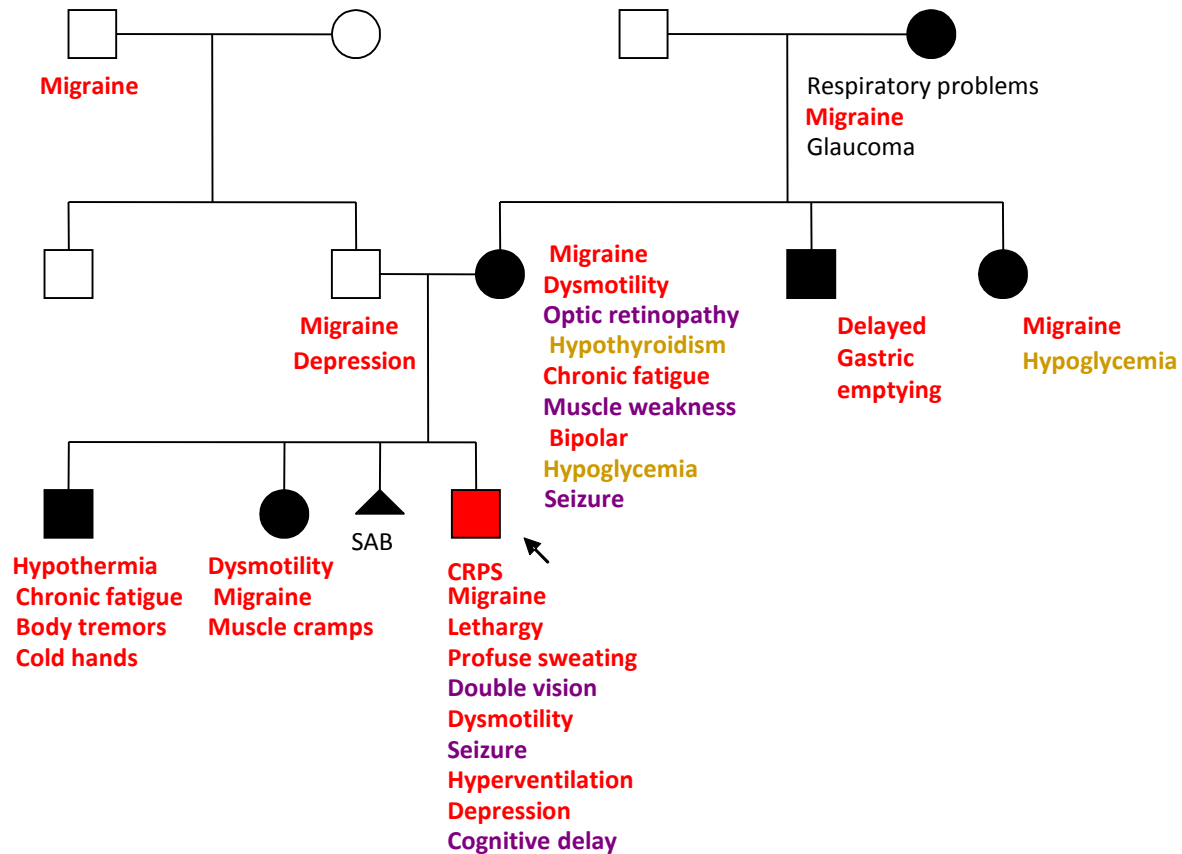 Migraine
Respiratory problems
Migraine
Glaucoma
Migraine
Depression
Migraine
Dysmotility
Optic retinopathy
Hypothyroidism
Chronic fatigue
Muscle weakness
Bipolar
Hypoglycemia
Seizure
Delayed
Gastric
emptying
Migraine
Hypoglycemia
Hypothermia
Chronic fatigue
Body tremors
Cold hands
Dysmotility
Migraine
Muscle cramps
SAB
CRPS
Migraine
Lethargy
Profuse sweating
Double vision
Dysmotility
Seizure
Hyperventilation
Depression
Cognitive delay